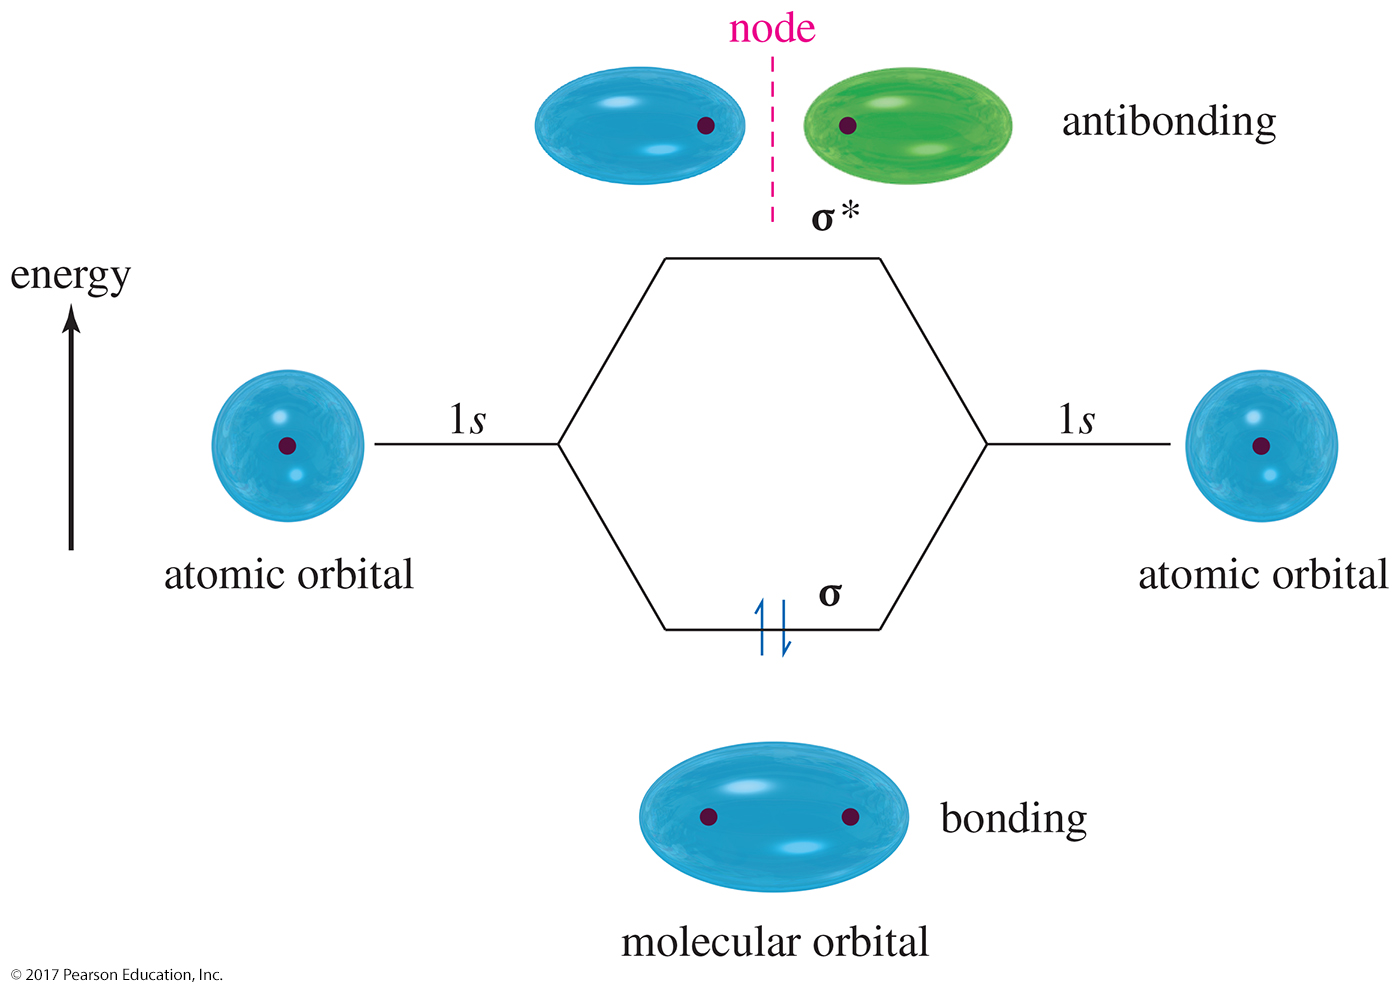 node
antibonding
σ*
energy
1s
1s
atomic orbital
atomic orbital
σ
bonding
molecular orbital
© 2017 Pearson Education, Inc.